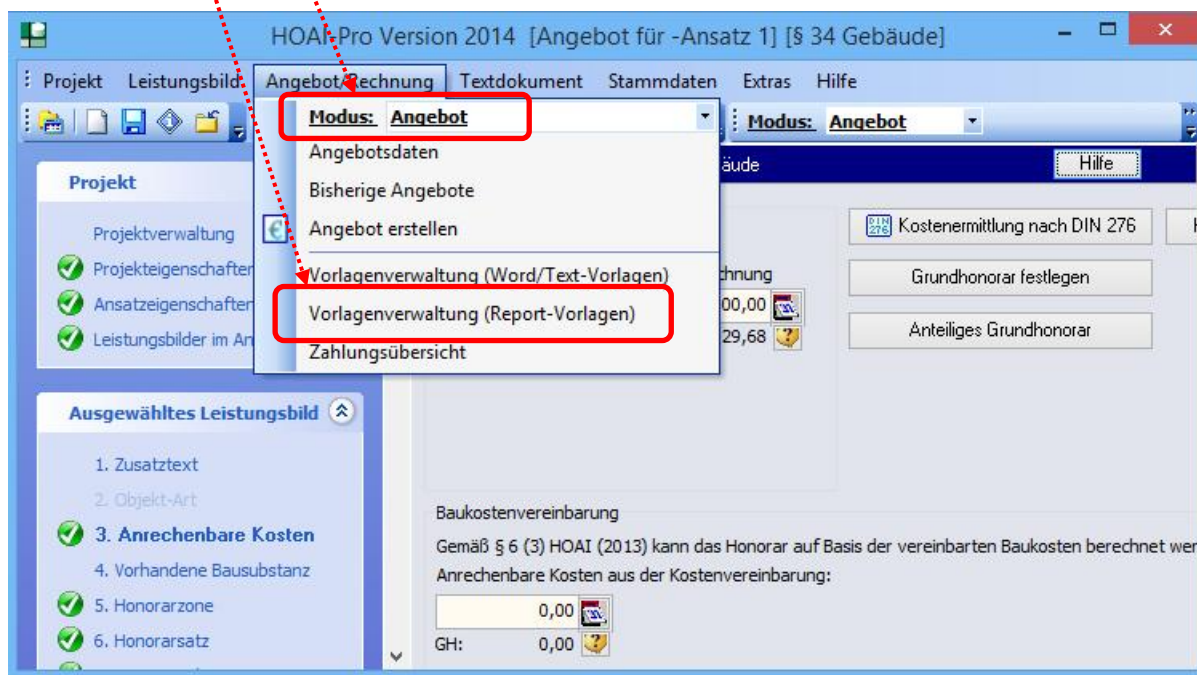 HOAI-Pro Version 2014 [Angebot für -Ansatz 1] [§ 34 Gebäude]
Projekt Leistungsbild Angebot/Rechnung Textdokument Stammdaten Extras Hilfe
Modus: Angebot
Modus: Angebot
Angebotsdaten
Bisherige Angebote
Angebot erstellen
Vorlagenverwaltung (Word/Text-Vorlagen)
Vorlagenverwaltung (Report-Vorlagen)
Zahlungsübersicht
äude
Hilfe
Projekt
Projektverwaltung
Projekteigenschaften
Ansatzeigenschaften
Leistungsbilder im An
chnung
00,00
29,68
DIN 276 Kostenermittlung nach DIN 276
Grundhonorar festlegen
Anteiliges Grundhonorar
Ausgewähltes Leistungsbild
1. Zusatztext
2. Objekt-Art
3. Anrechenbare Kosten
4. Vorhandene Bausubstanz
5. Honorarzone
6. Honorarsatz
Baukostenvereinbarung
Gemäß § 6 (3) HOAI (2013) kann das Honorar auf Basis der vereinbarten Baukosten berechnet wer
Anrechenbare Kosten aus der Kostenvereinbarung:
0,00
GH: 0,00